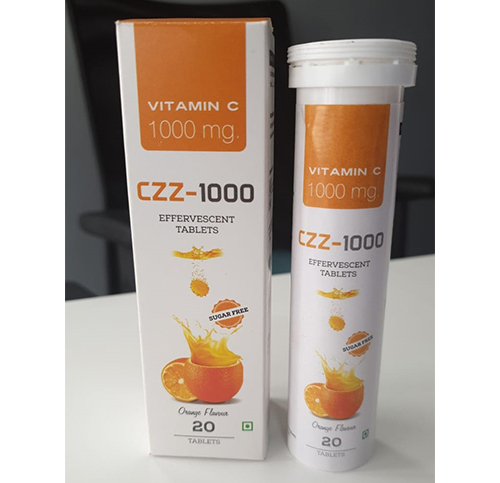 VITAMIN C
1000 mg.
CZZ-1000
EFFERVESCENT
TABLETS
SUGAR FREE
Orange Flavour
20
TABLETS
VITAMIN C
1000 mg.
CZZ-1000
EFFERVESCENT
TABLETS
SUGAR FREE
Orange Flavour
20
TABLETS